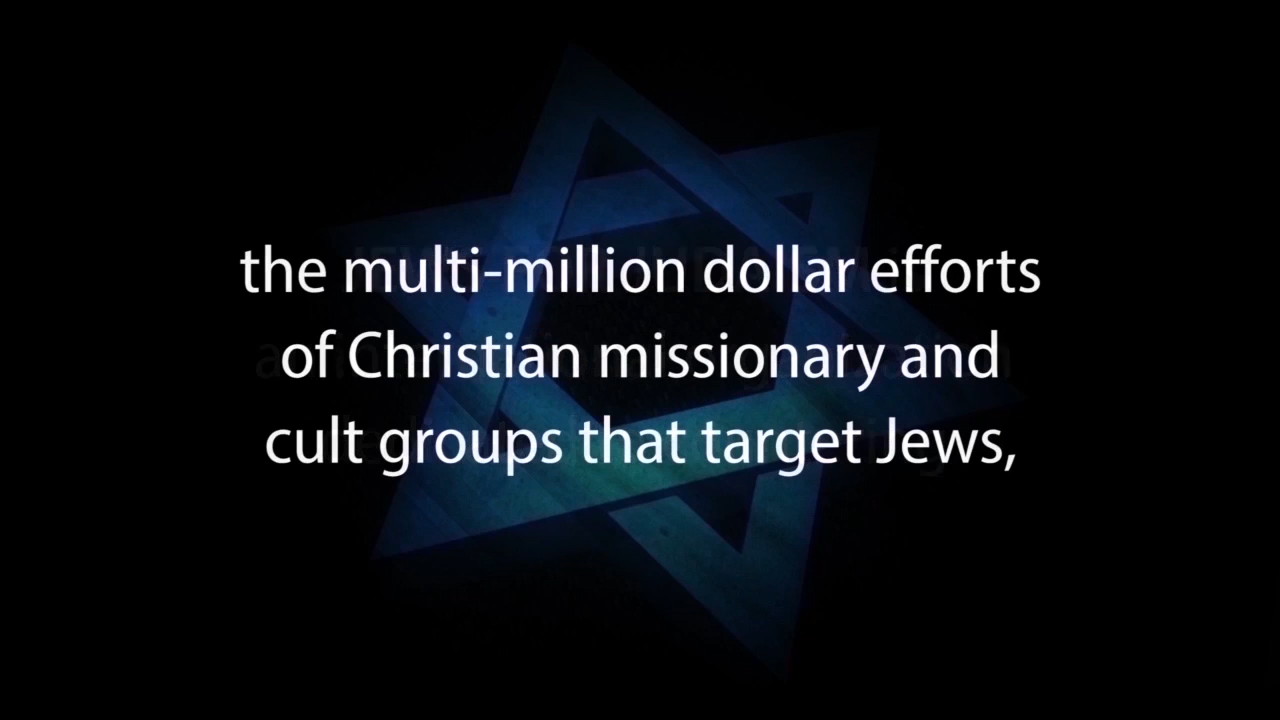 the multi-million dollar efforts
of Christian missionary and
cult groups that target Jews,